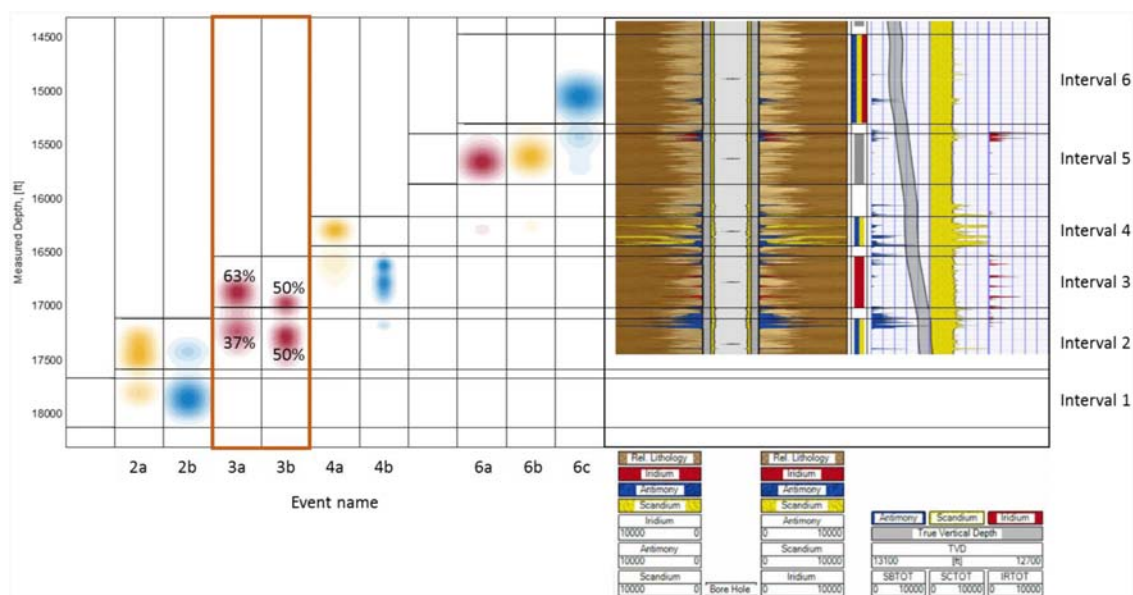 14500
15000
15500
16000
16500
17000
17500
18000
Measured Depth, [ft]
63%
50%
37%
50%
2a 2b 3a 3b 4a 4b 6a 6b 6c
Event name
Interval 6
Interval 5
Interval 4
Interval 3
Interval 2
Interval 1
Rel. Lithology
Iridium
Antimony
Scandium
Iridium
10000 0
Antimony
10000 0
Scandium
10000 0
Bore Hole
Rel. Lithology
Iridium
Antimony
Scandium
Antimony
0 10000
Scandium
0 10000
Iridium
0 10000
Antimony Scandium Iridium
True Vertical Depth
TVD
13100 [ft] 12700
SBTOT SCTOT IRTOT
0 10000 0 10000 0 10000